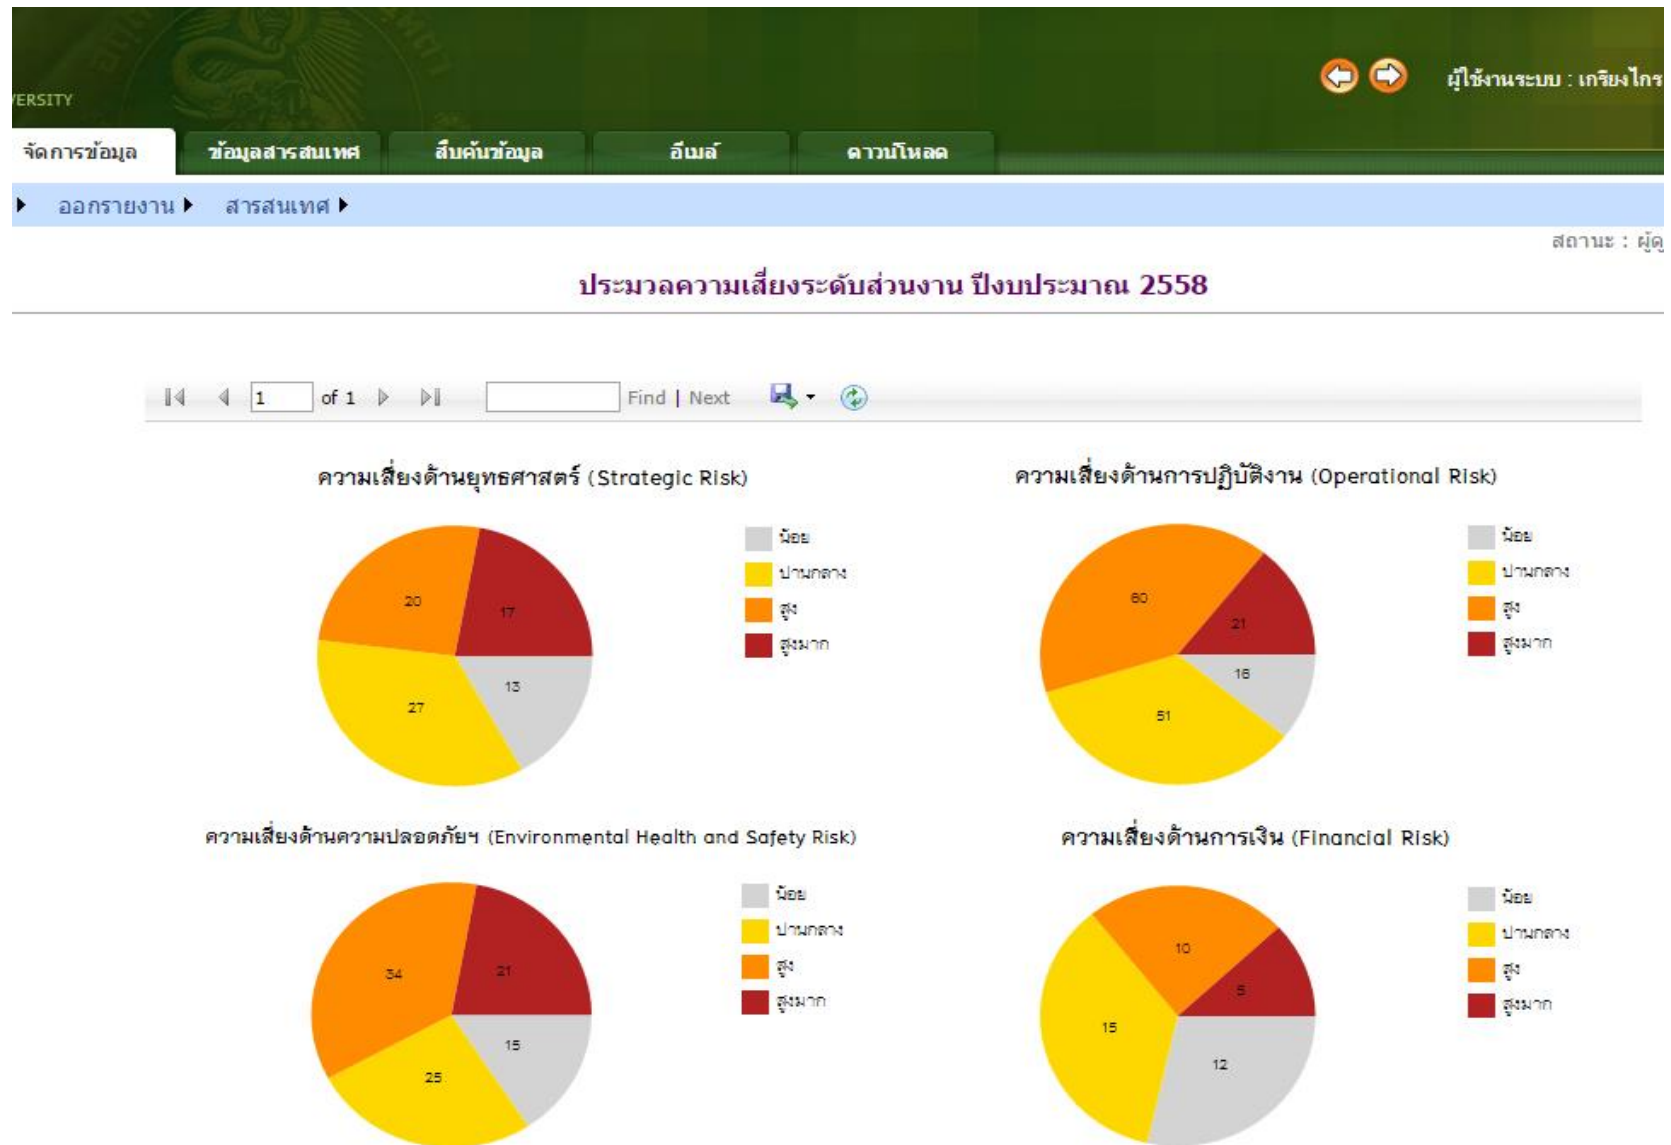 ผู้ใช้งานระบบ : เกรียงไกร
VERSITY
จัดการข้อมูล ข้อมูลสารสนเทศ สืบค้นข้อมูล อีเมล์ ดาวน์โหลด
ออกรายงาน สารสนเทศ
สถานะ : ผู้ดู
ประมวลความเสี่ยงระดับส่วนงาน ปีงบประมาณ 2558
1 of 1 Find | Next
ความเสี่ยงด้านยุทธศาสตร์ (Strategic Risk)
น้อย
ปานกลาง
สูง
สูงมาก
20
17
13
27
ความเสี่ยงด้านการปฏิบัติงาน (Operational Risk)
น้อย
ปานกลาง
สูง
สูงมาก
60
21
16
51
ความเสี่ยงด้านความปลอดภัยฯ (Environmental Health and Safety Risk)
น้อย
ปานกลาง
สูง
สูงมาก
34
21
15
25
ความเสี่ยงด้านการเงิน (Financial Risk)
น้อย
ปานกลาง
สูง
สูงมาก
10
5
15
12